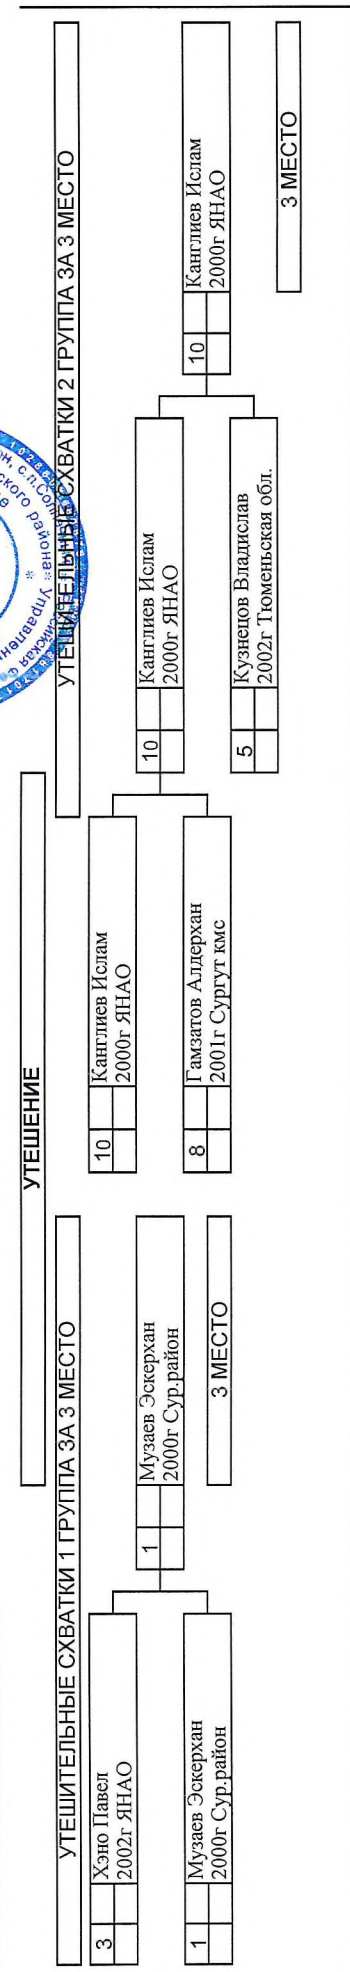 УТЕШЕНИЕ
УТЕШИТЕЛЬНЫЕ СХВАТКИ 1 ГРУППА ЗА 3 МЕСТО
3
Хэно Павел
2002г ЯНАО
1
Музаев Эскерхан
2000г Сур.район
1
Музаев Эскерхан
2000г Сур.район
3 МЕСТО
УТЕШИТЕЛЬНЫЕ СХВАТКИ 2 ГРУППА ЗА 3 МЕСТО
10
Канглиев Ислам
2000г ЯНАО
8
Гамзатов Алдерхан
2001г Сургут кмс
10
Канглиев Ислам
2000г ЯНАО
5
Кузнецов Владислав
2002г Тюменьская обл.
10
Канглиев Ислам
2000г ЯНАО
3 МЕСТО
района * Управлен